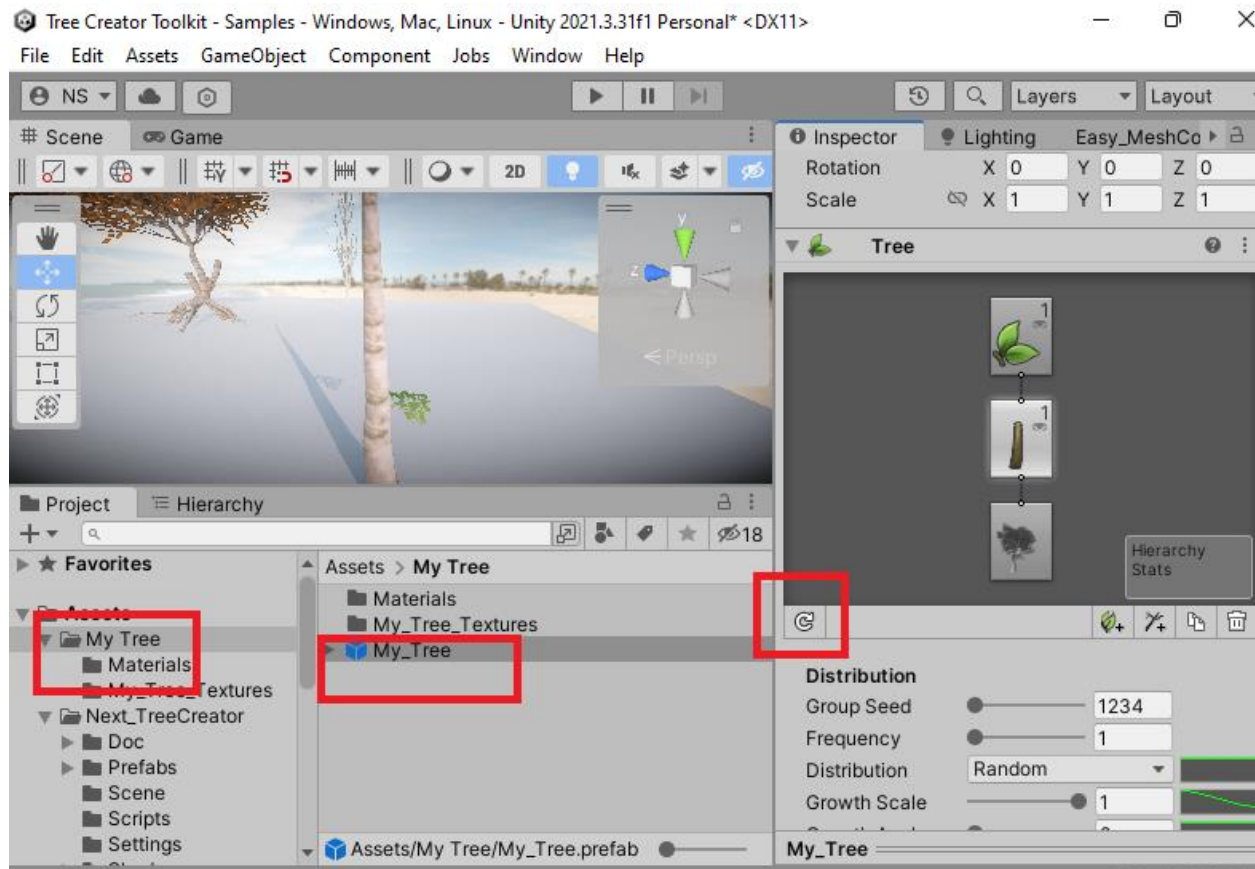 Tree Creator Toolkit - Samples - Windows, Mac, Linux - Unity 2021.3.31f1 Personal* <DX11>
File Edit Assets GameObject Component Jobs Window Help
NS Layers Layout
Scene Game
2D
y
z
Persp
Inspector Lighting Easy_MeshCo
Rotation X 0 Y 0 Z 0
Scale X 1 Y 1 Z 1
Tree
1
1
Hierarchy
Stats
Project Hierarchy
18
Favorites
Assets
My Tree
Materials
My_Tree_Textures
Next_TreeCreator
Doc
Prefabs
Scene
Scripts
Settings
Assets > My Tree
Materials
My_Tree_Textures
My_Tree
Assets/My Tree/My_Tree.prefab
Distribution
Group Seed 1234
Frequency 1
Distribution Random
Growth Scale 1
My_Tree